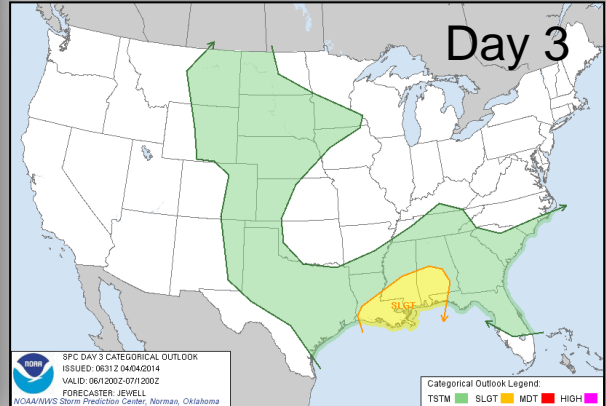 Day 3
SLGT
NOAA
SPC DAY 3 CATEGORICAL OUTLOOK
ISSUED: 0631Z 04/04/2014
VALID: 06/1200Z-07/1200Z
FORECASTER: JEWELL
NOAA/NWS Storm Prediction Center, Norman, Oklahoma
Categorical Outlook Legend:
TSTM SLGT MDT HIGH